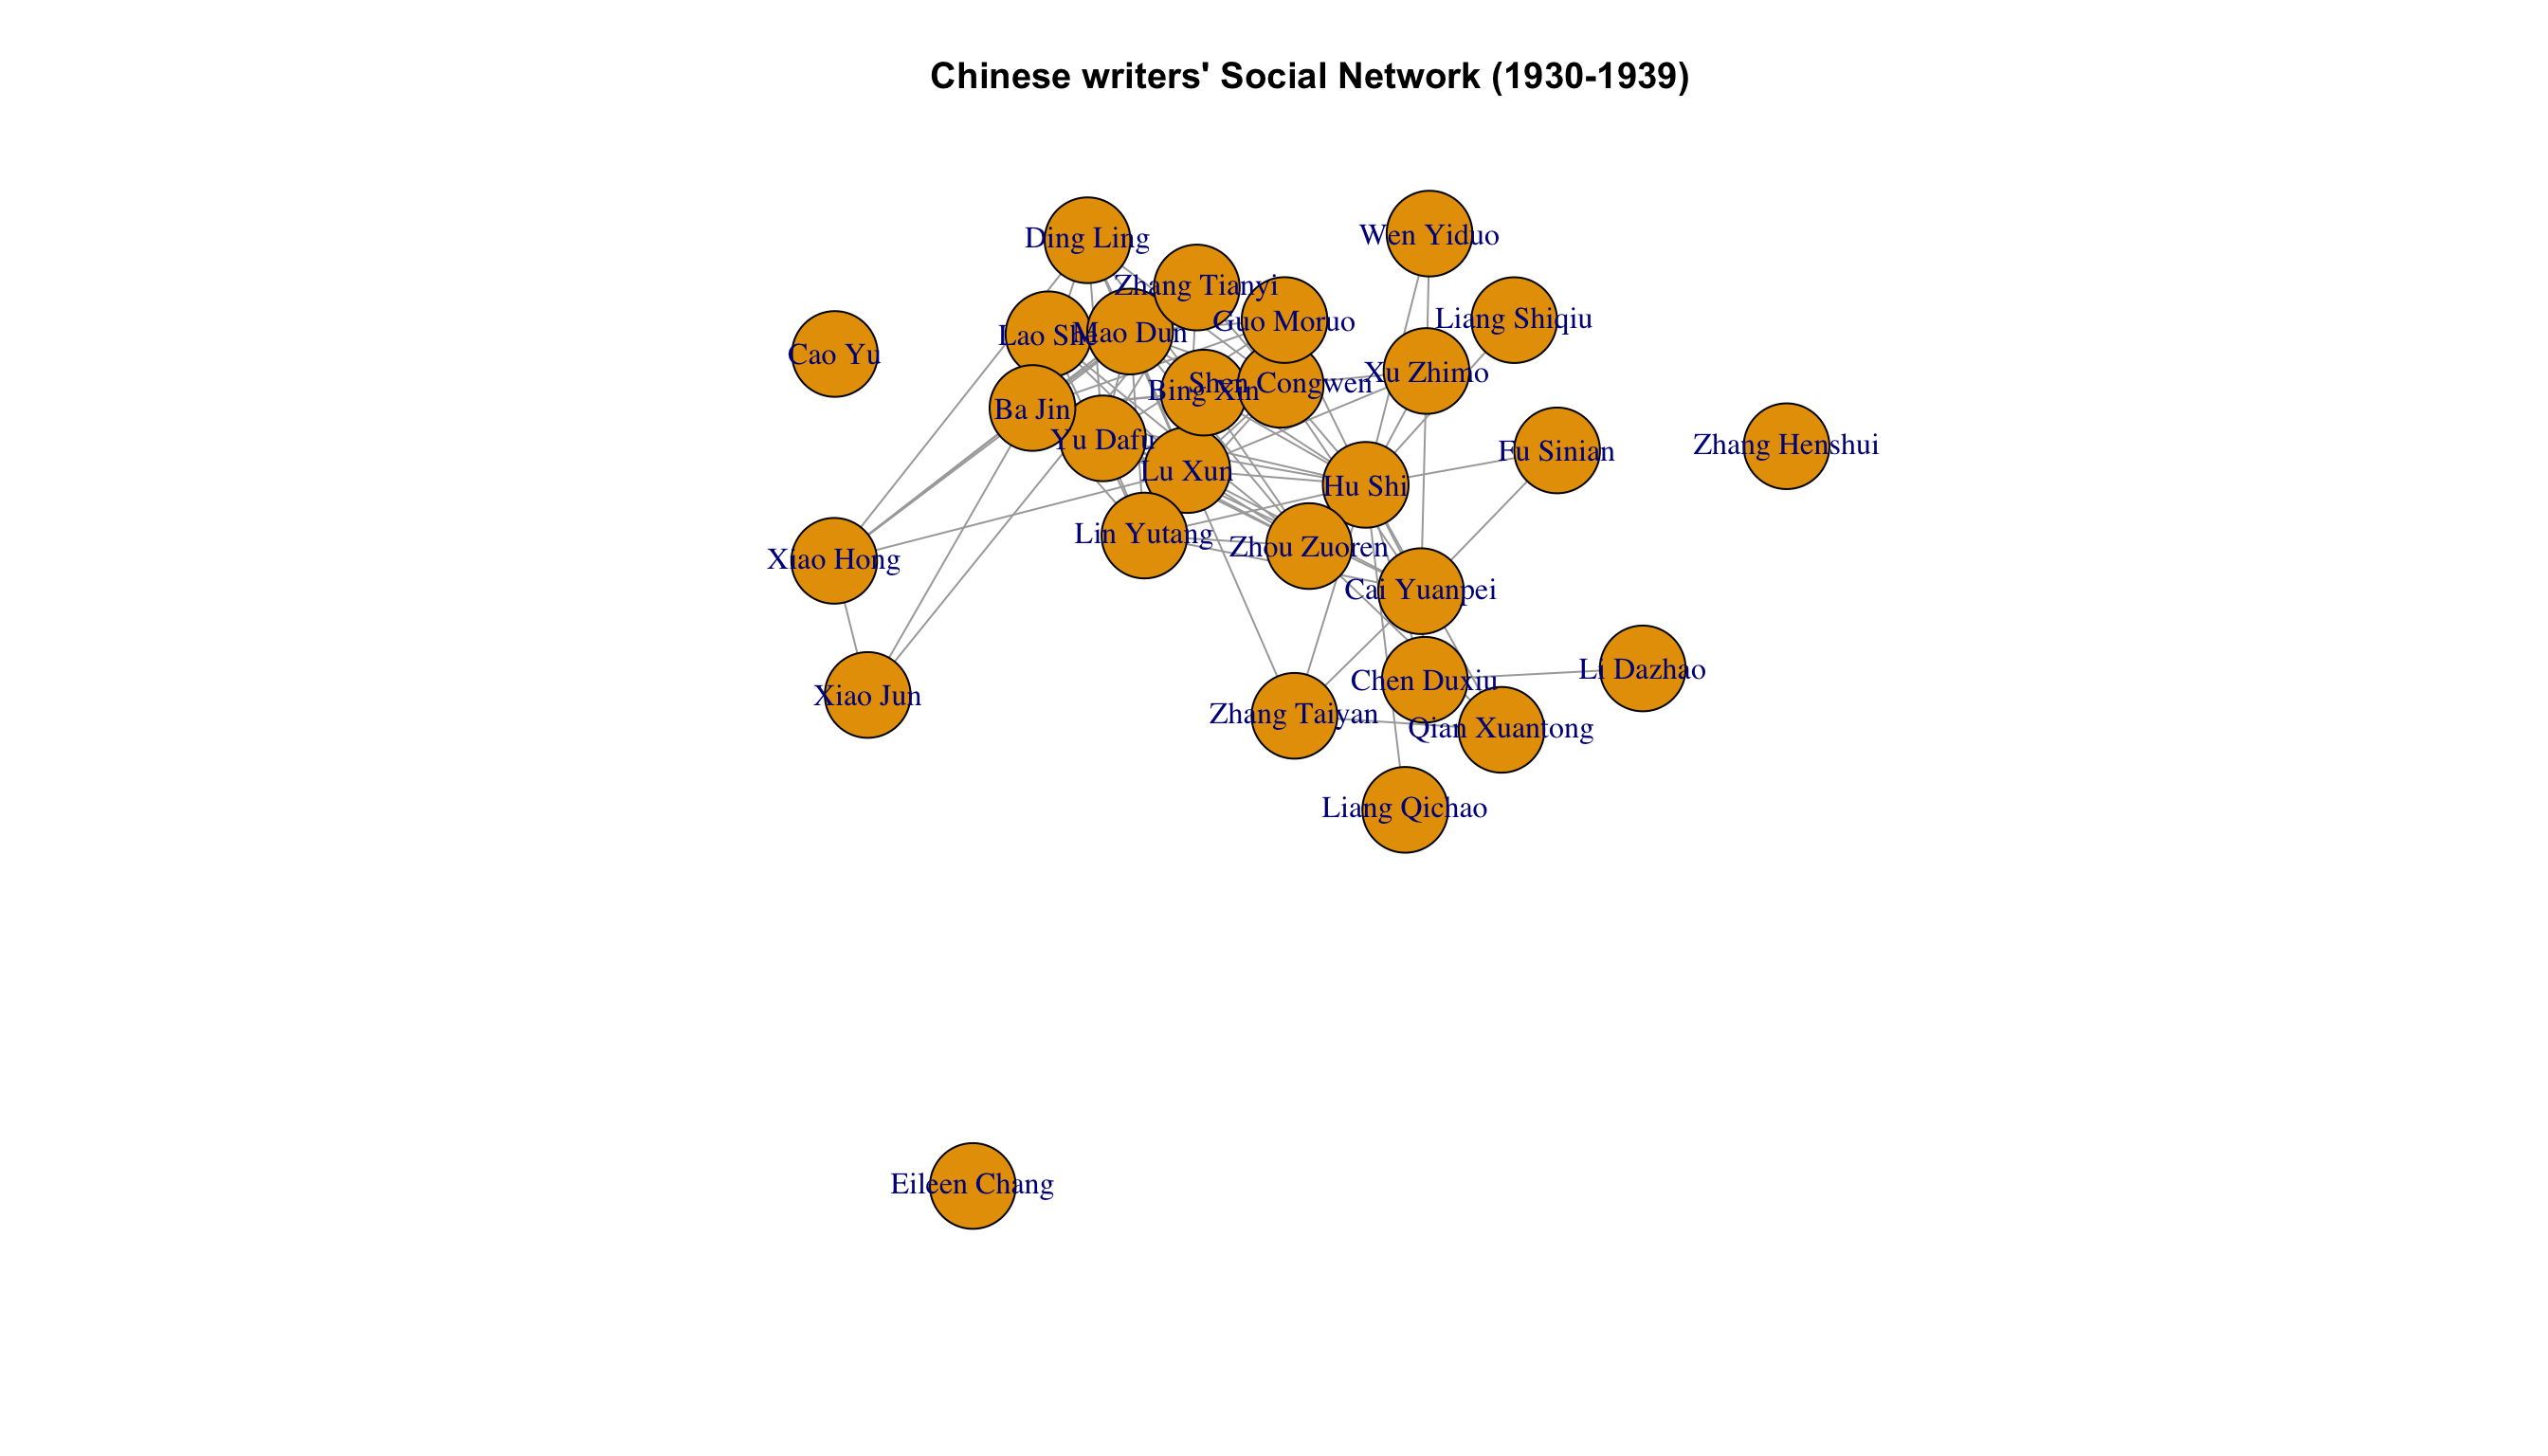 Chinese writers' Social Network (1930-1939)
Ding Ling
Wen Yiduo
Zhang Tianyi
Liang Shiqiu
Guo Moruo
Lao She
Mao Dun
Cao Yu
Xu Zhimo
Shen Congwen
Bing Xin
Ba Jin
Yu Dafu
Zhang Henshui
Fu Sinian
Lu Xun
Hu Shi
Lin Yutang
Zhou Zuoren
Xiao Hong
Cai Yuanpei
Li Dazhao
Chen Duxiu
Xiao Jun
Zhang Taiyan
Qian Xuantong
Liang Qichao
Eileen Chang